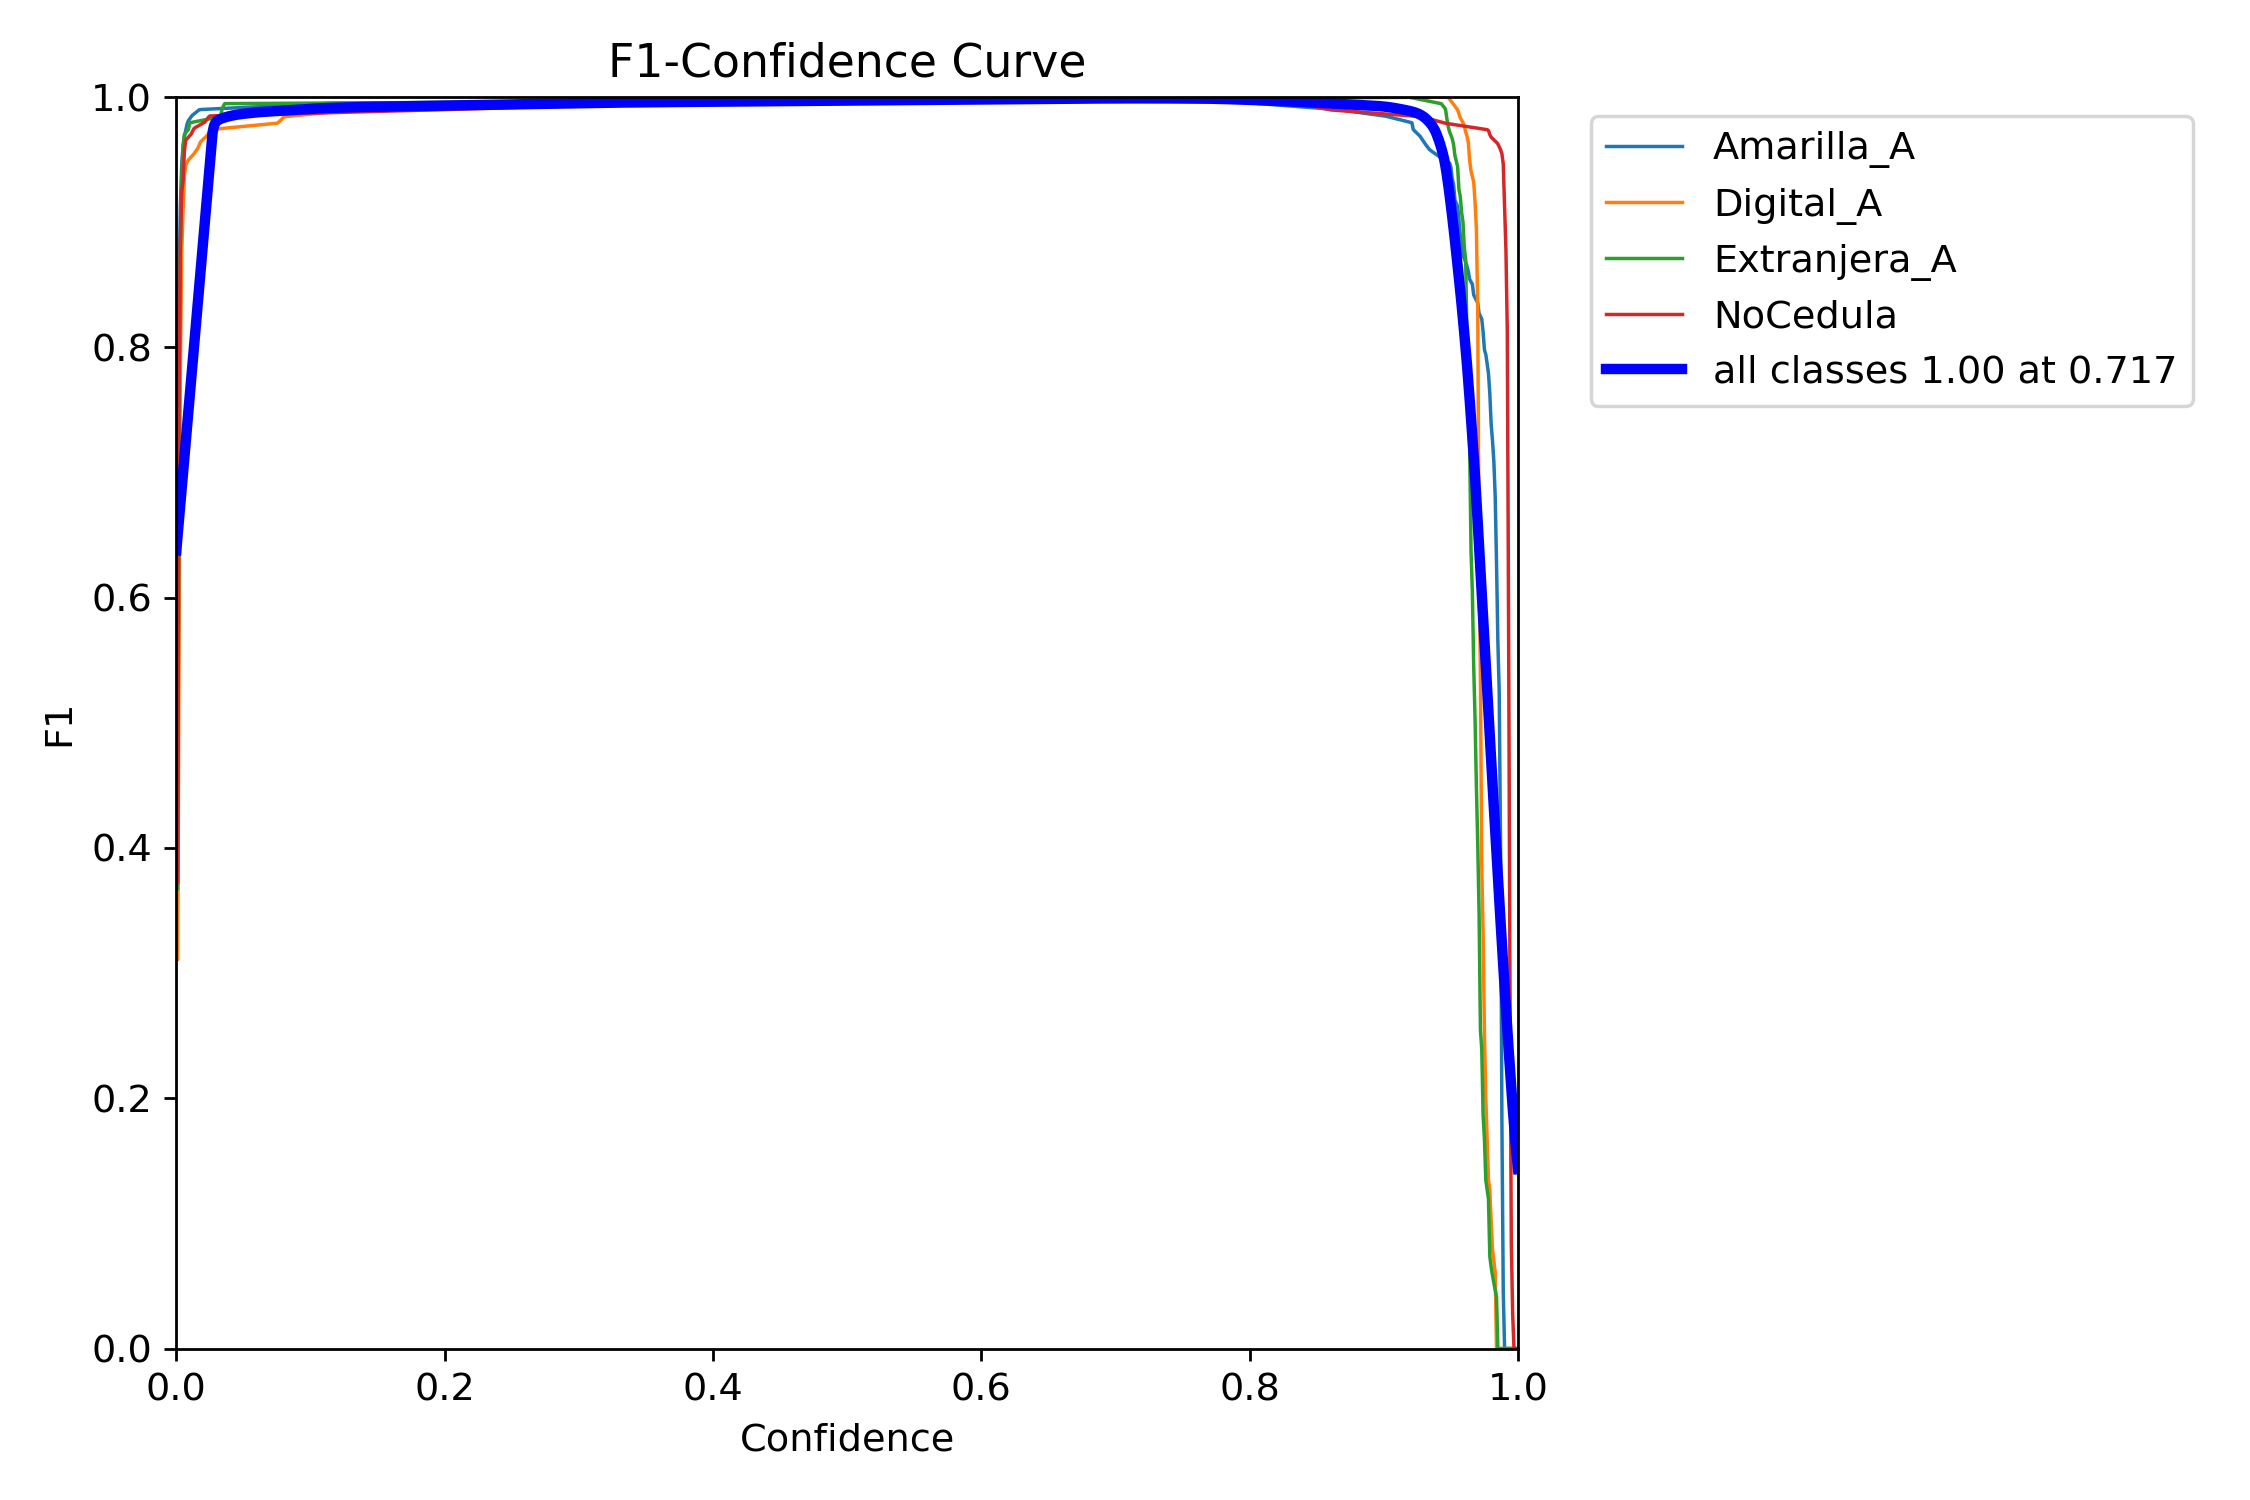 F1-Confidence Curve
1.0
0.8
0.6
0.4
0.2
0.0
F1
0.0 0.2 0.4 0.6 0.8 1.0
Confidence
Amarilla_A
Digital_A
Extranjera_A
NoCedula
all classes 1.00 at 0.717